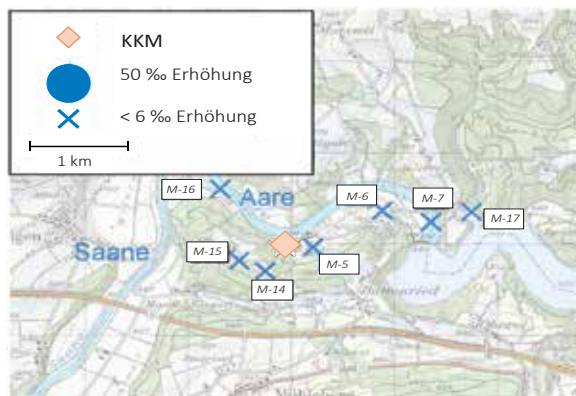 KKM
50 ‰ Erhöhung
< 6 ‰ Erhöhung
1 km
M-16
Aare
M-6
M-7
M-17
Saane
M-15
M-5
M-14